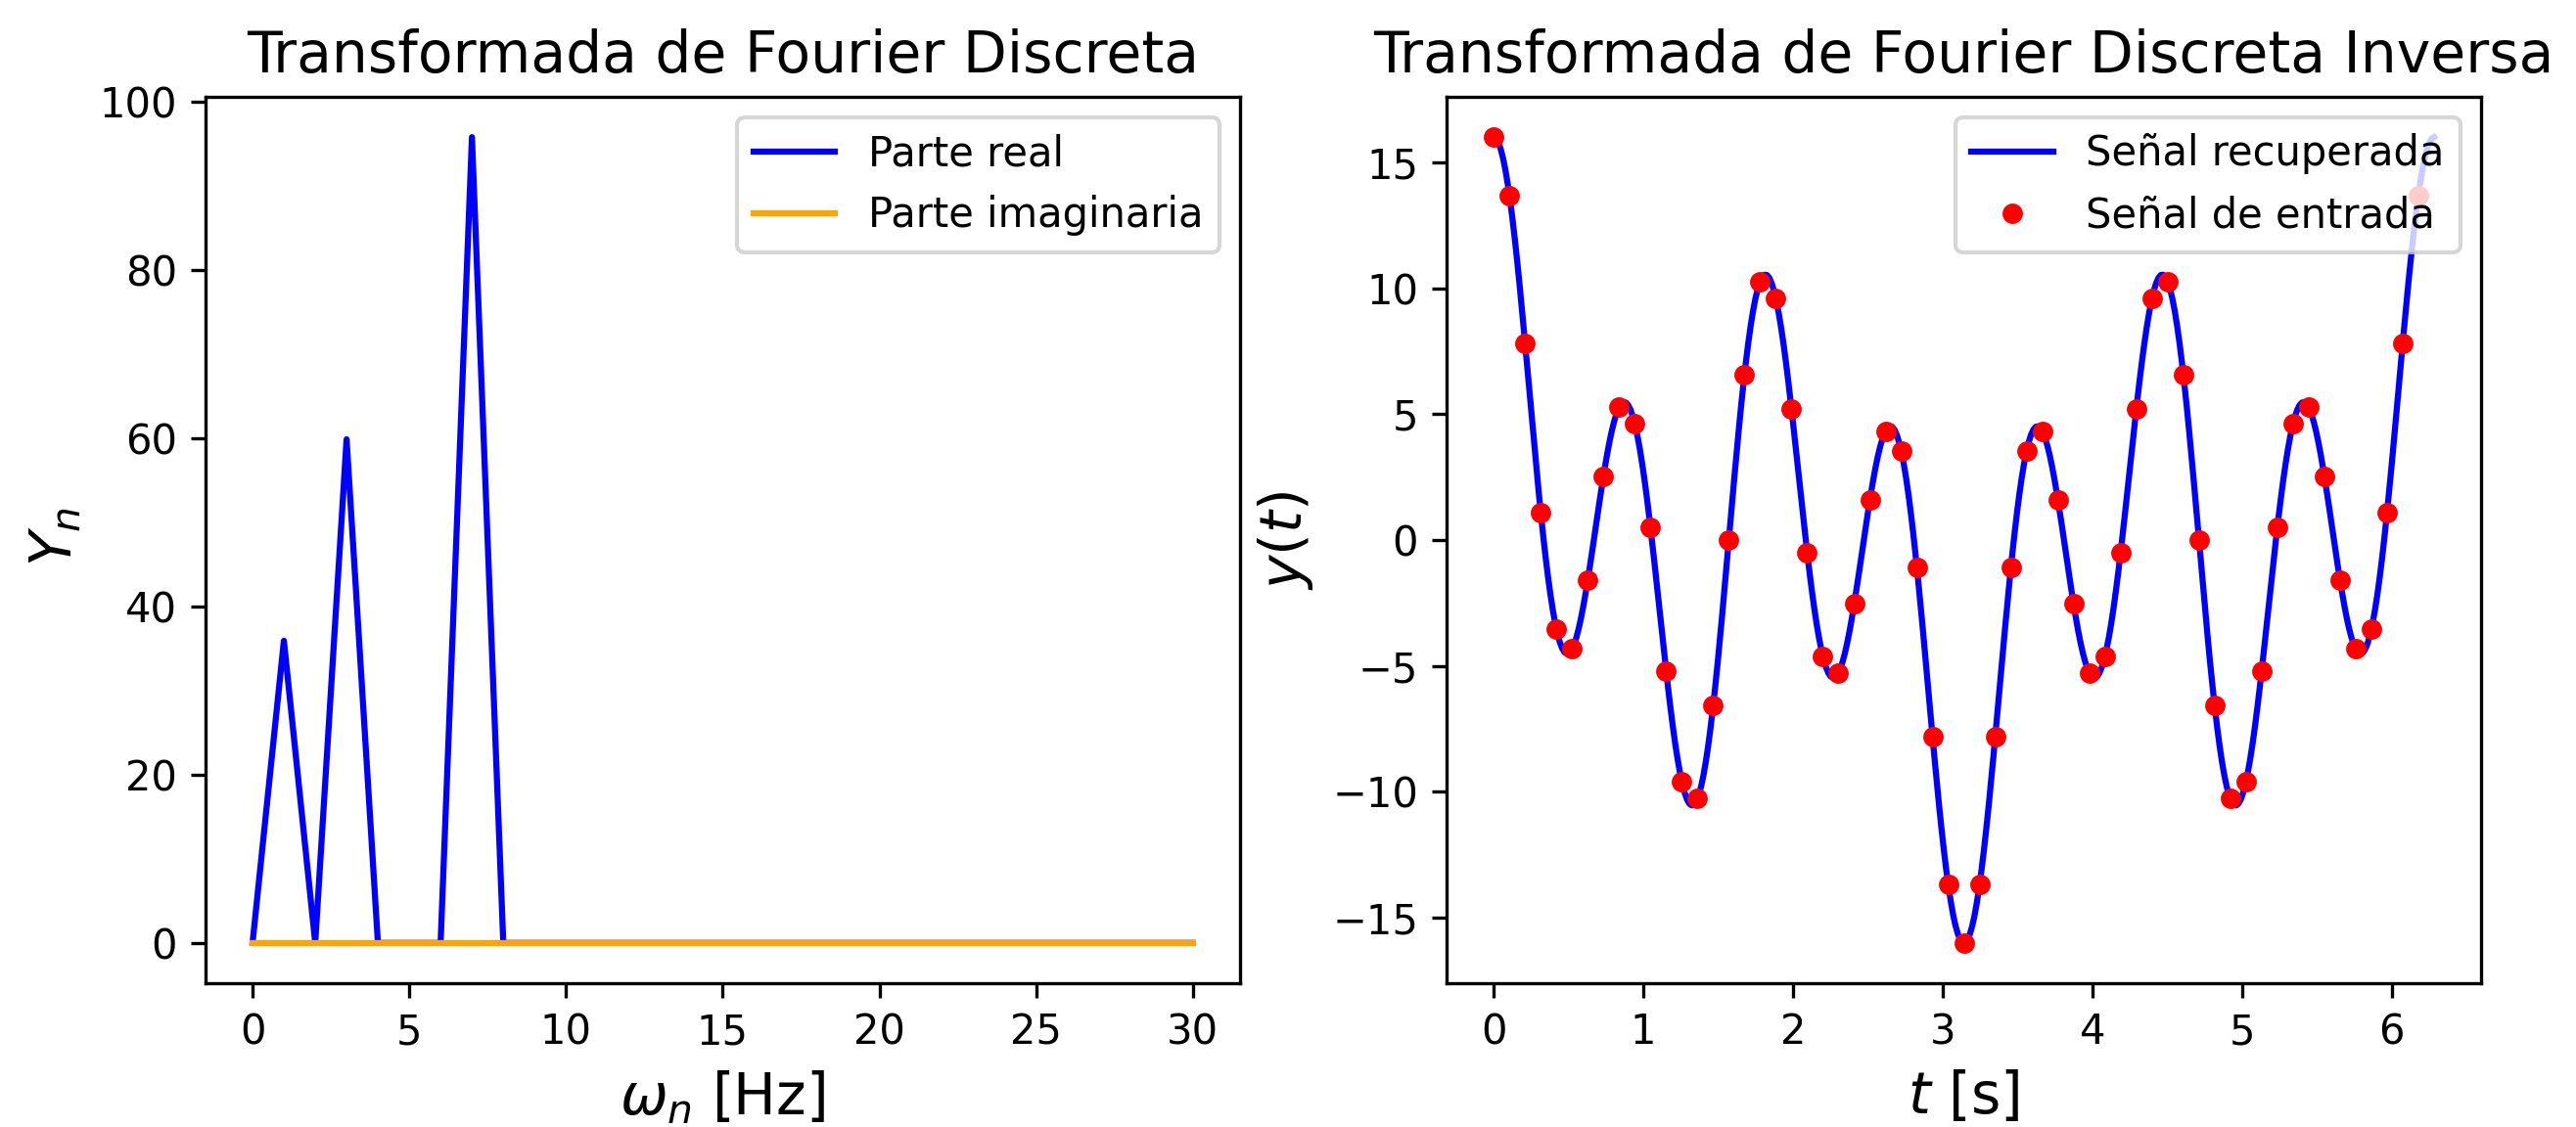 Transformada de Fourier Discreta
100
80
60
40
20
0
Yn
0 5 10 15 20 25 30
ωn [Hz]
Parte real
Parte imaginaria
Transformada de Fourier Discreta Inversa
15
10
5
0
−5
−10
−15
y(t)
0 1 2 3 4 5 6
t [s]
Señal recuperada
Señal de entrada